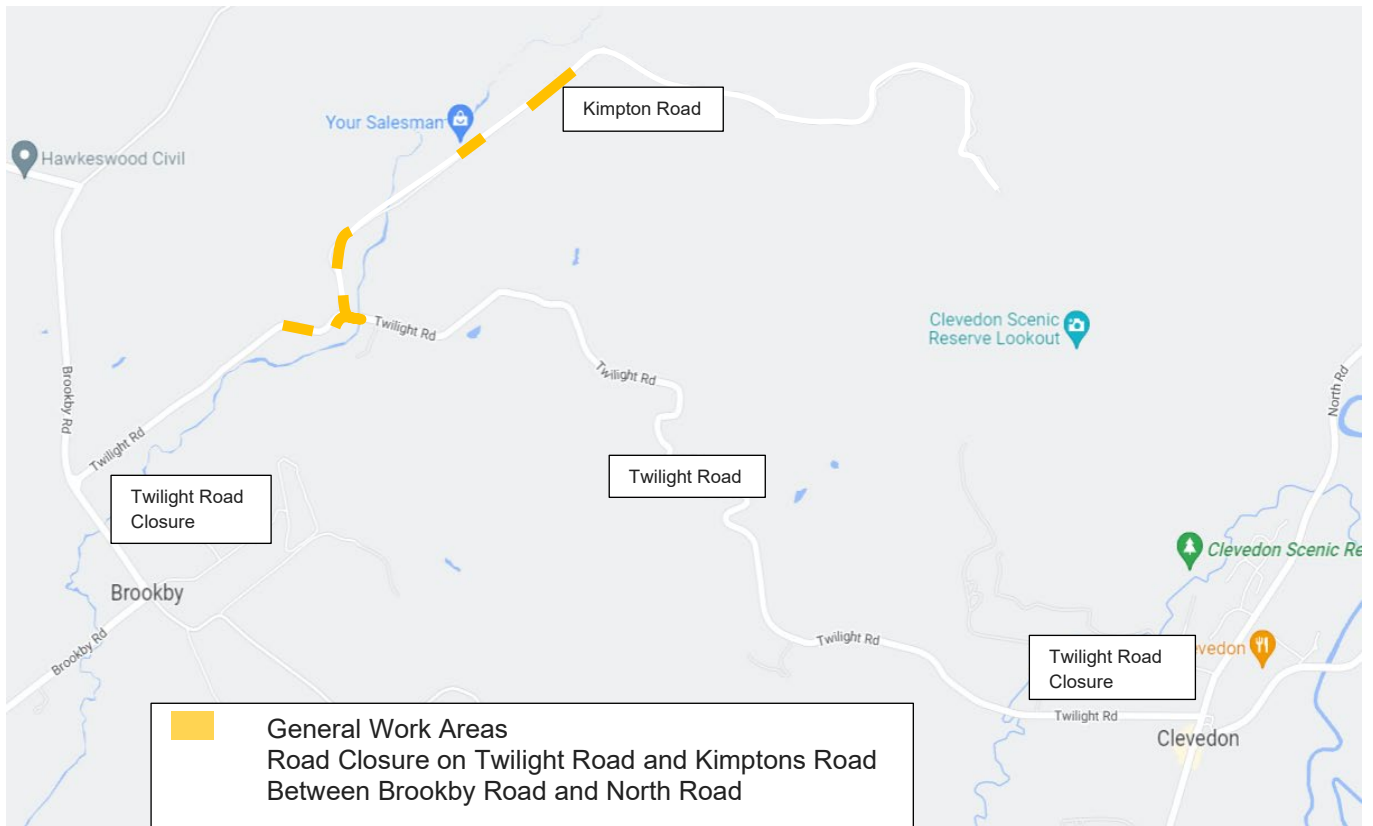 Kimpton Road
Your Salesman
Hawkeswood Civil
Twilight Rd
Clevedon Scenic
Reserve Lookout
Twilight Rd
North Rd
Brookby Rd
Twilight Rd
Twilight Road
Twilight Road
Closure
Clevedon Scenic Re
Brookby
Brookby Rd
Twilight Rd
Twilight Road
Closure
vedon
Twilight Rd
Clevedon
General Work Areas
Road Closure on Twilight Road and Kimptons Road
Between Brookby Road and North Road